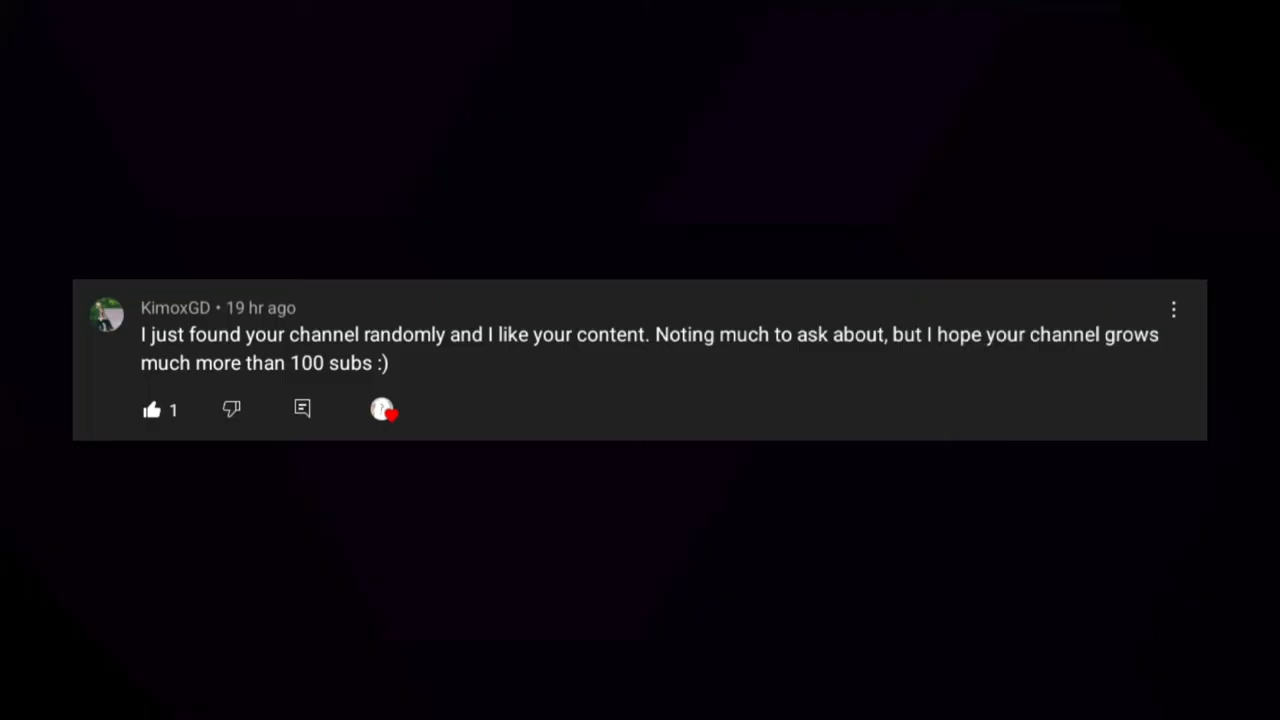 KimoxGD • 19 hr ago
I just found your channel randomly and I like your content. Noting much to ask about, but I hope your channel grows
much more than 100 subs :)
1